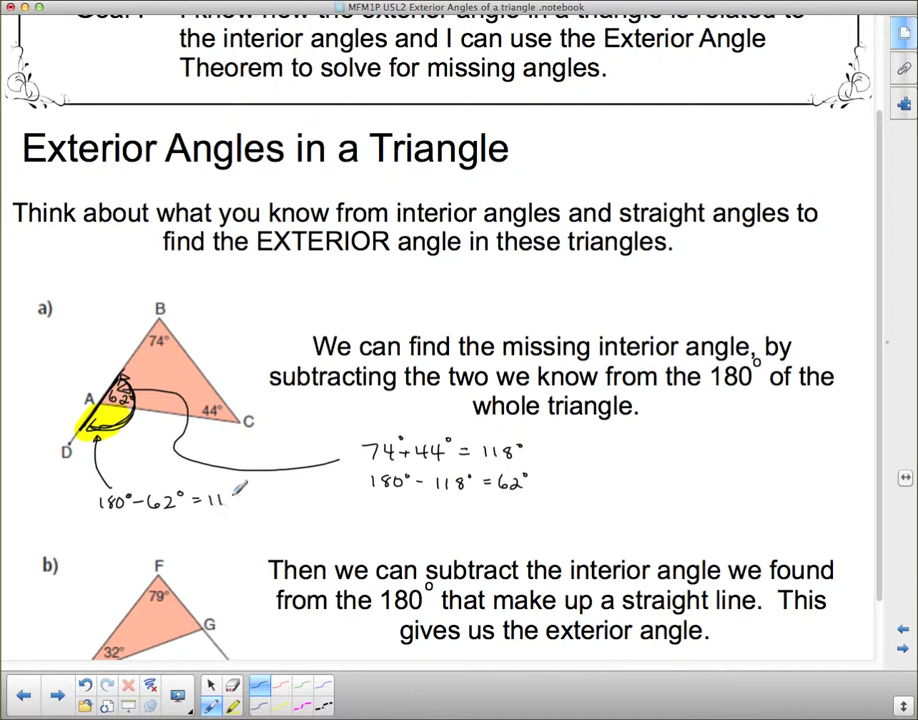 MFM1P U5L2 Exterior Angles of a triangle .notebook
the interior angles and I can use the Exterior Angle
Theorem to solve for missing angles.
Exterior Angles in a Triangle
Think about what you know from interior angles and straight angles to
find the EXTERIOR angle in these triangles.
a)
B
74°
A
62°
44°
C
D
We can find the missing interior angle, by
subtracting the two we know from the 180° of the
whole triangle.
74° + 44° = 118°
180° - 118° = 62°
180° - 62° = 11
b)
F
79°
G
32°
Then we can subtract the interior angle we found
from the 180° that make up a straight line. This
gives us the exterior angle.